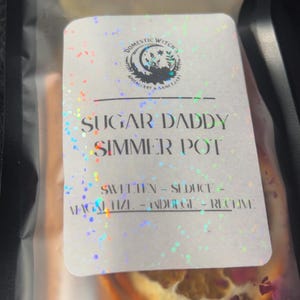 DOMESTIC WITCH
SUGAR DADDY
SIMMER POT
SWEETEN - SEDUCE -
MAGNETIZE - INDULGE - RECEIVE